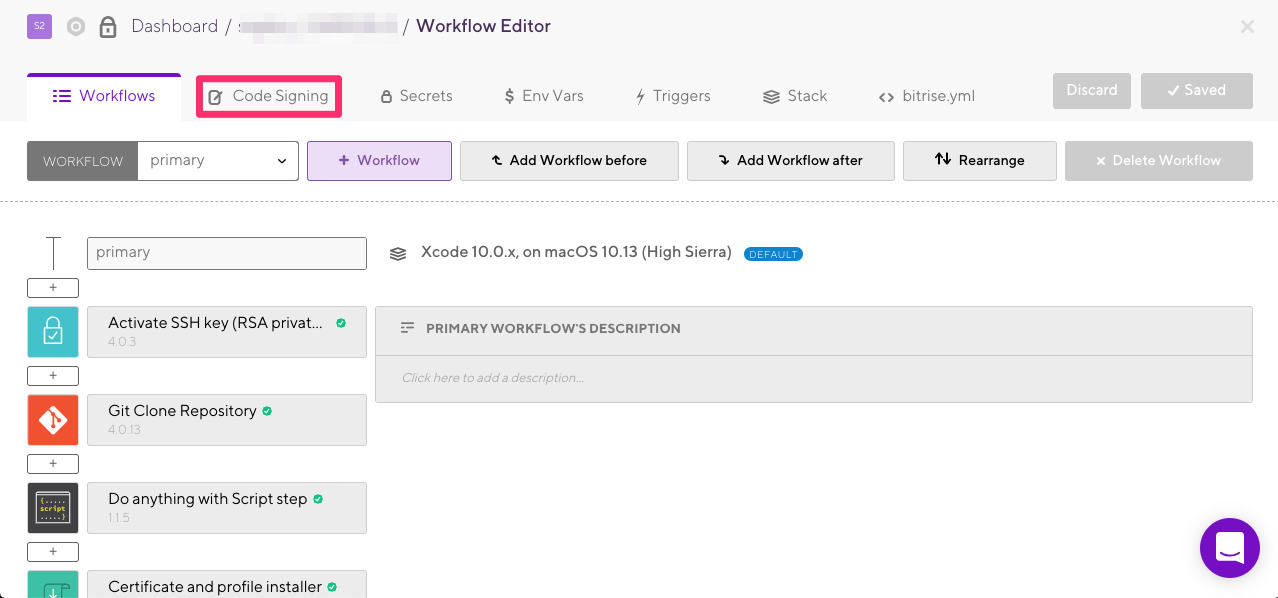 S2 Dashboard / / Workflow Editor
Workflows Code Signing Secrets $ Env Vars Triggers Stack <> bitrise.yml Discard Saved
WORKFLOW primary + Workflow Add Workflow before Add Workflow after Rearrange × Delete Workflow
primary Xcode 10.0.x, on macOS 10.13 (High Sierra) DEFAULT
+
Activate SSH key (RSA privat...
4.0.3
PRIMARY WORKFLOW'S DESCRIPTION
Click here to add a description...
+
Git Clone Repository
4.0.13
+
{.....
script
.....}
Do anything with Script step
1.1.5
+
Certificate and profile installer